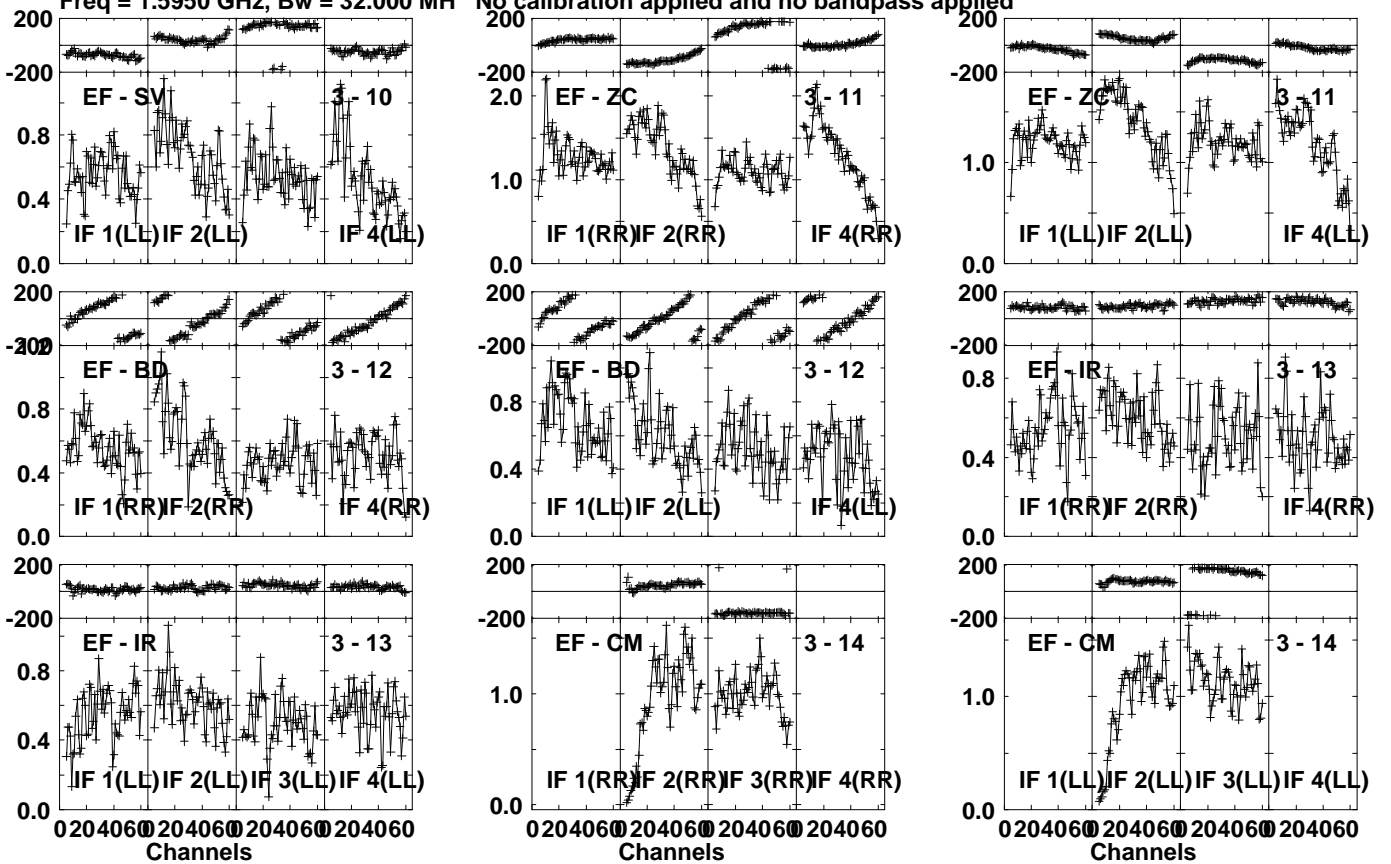 Freq = 1.5950 GHz, Bw = 32.000 MH No calibration applied and no bandpass applied
200
-200
EF - SV 3 - 10
0.8
0.4
0.0
IF 1(LL) IF 2(LL) IF 4(LL)
200
-200
EF - ZC 3 - 11
2.0
1.0
0.0
IF 1(RR) IF 2(RR) IF 4(RR)
200
-200
EF - ZC 3 - 11
1.0
0.0
IF 1(LL) IF 2(LL) IF 4(LL)
200
-200
1.2
EF - BD 3 - 12
0.8
0.4
0.0
IF 1(RR) IF 2(RR) IF 4(RR)
200
-200
EF - BD 3 - 12
0.8
0.4
0.0
IF 1(LL) IF 2(LL) IF 4(LL)
200
-200
EF - IR 3 - 13
0.8
0.4
0.0
IF 1(RR) IF 2(RR) IF 4(RR)
200
-200
EF - IR 3 - 13
0.8
0.4
0.0
IF 1(LL) IF 2(LL) IF 3(LL) IF 4(LL)
0 20 40 60 0 20 40 60 0 20 40 60 0 20 40 60
Channels
200
-200
EF - CM 3 - 14
1.0
0.0
IF 1(RR) IF 2(RR) IF 3(RR) IF 4(RR)
0 20 40 60 0 20 40 60 0 20 40 60 0 20 40 60
Channels
200
-200
EF - CM 3 - 14
1.0
0.0
IF 1(LL) IF 2(LL) IF 3(LL) IF 4(LL)
0 20 40 60 0 20 40 60 0 20 40 60 0 20 40 60
Channels